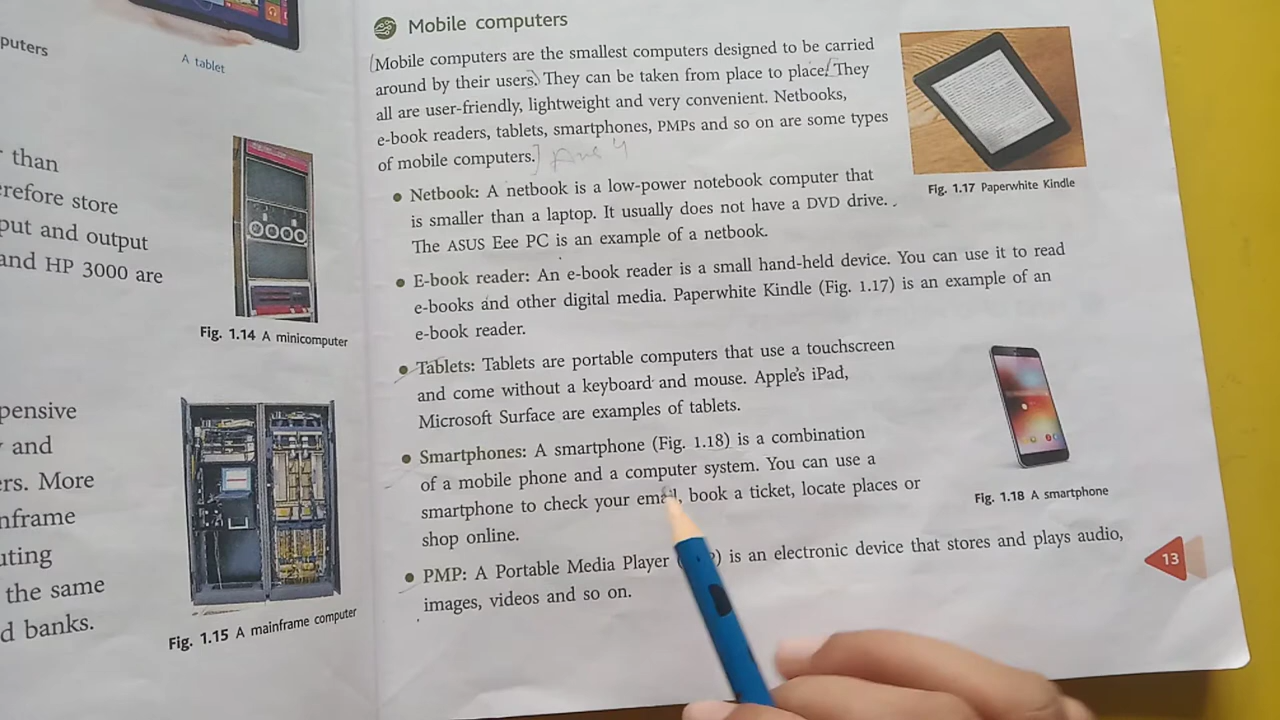 puters
A tablet
than
refore store
put and output
and HP 3000 are
Fig. 1.14 A minicomputer
pensive
and
ers. More
nframe
uting
the same
d banks.
Fig. 1.15 A mainframe computer
Mobile computers
Mobile computers are the smallest computers designed to be carried
around by their users. They can be taken from place to place. They
all are user-friendly, lightweight and very convenient. Netbooks,
e-book readers, tablets, smartphones, PMPs and so on are some types
of mobile computers.] Ans 4
Fig. 1.17 Paperwhite Kindle
• Netbook: A netbook is a low-power notebook computer that
is smaller than a laptop. It usually does not have a DVD drive.
The ASUS Eee PC is an example of a netbook.
• E-book reader: An e-book reader is a small hand-held device. You can use it to read
e-books and other digital media. Paperwhite Kindle (Fig. 1.17) is an example of an
e-book reader.
• Tablets: Tablets are portable computers that use a touchscreen
and come without a keyboard and mouse. Apple's iPad,
Microsoft Surface are examples of tablets.
• Smartphones: A smartphone (Fig. 1.18) is a combination
of a mobile phone and a computer system. You can use a
smartphone to check your email, book a ticket, locate places or
shop online.
Fig. 1.18 A smartphone
• PMP: A Portable Media Player is an electronic device that stores and plays audio,
images, videos and so on.
13